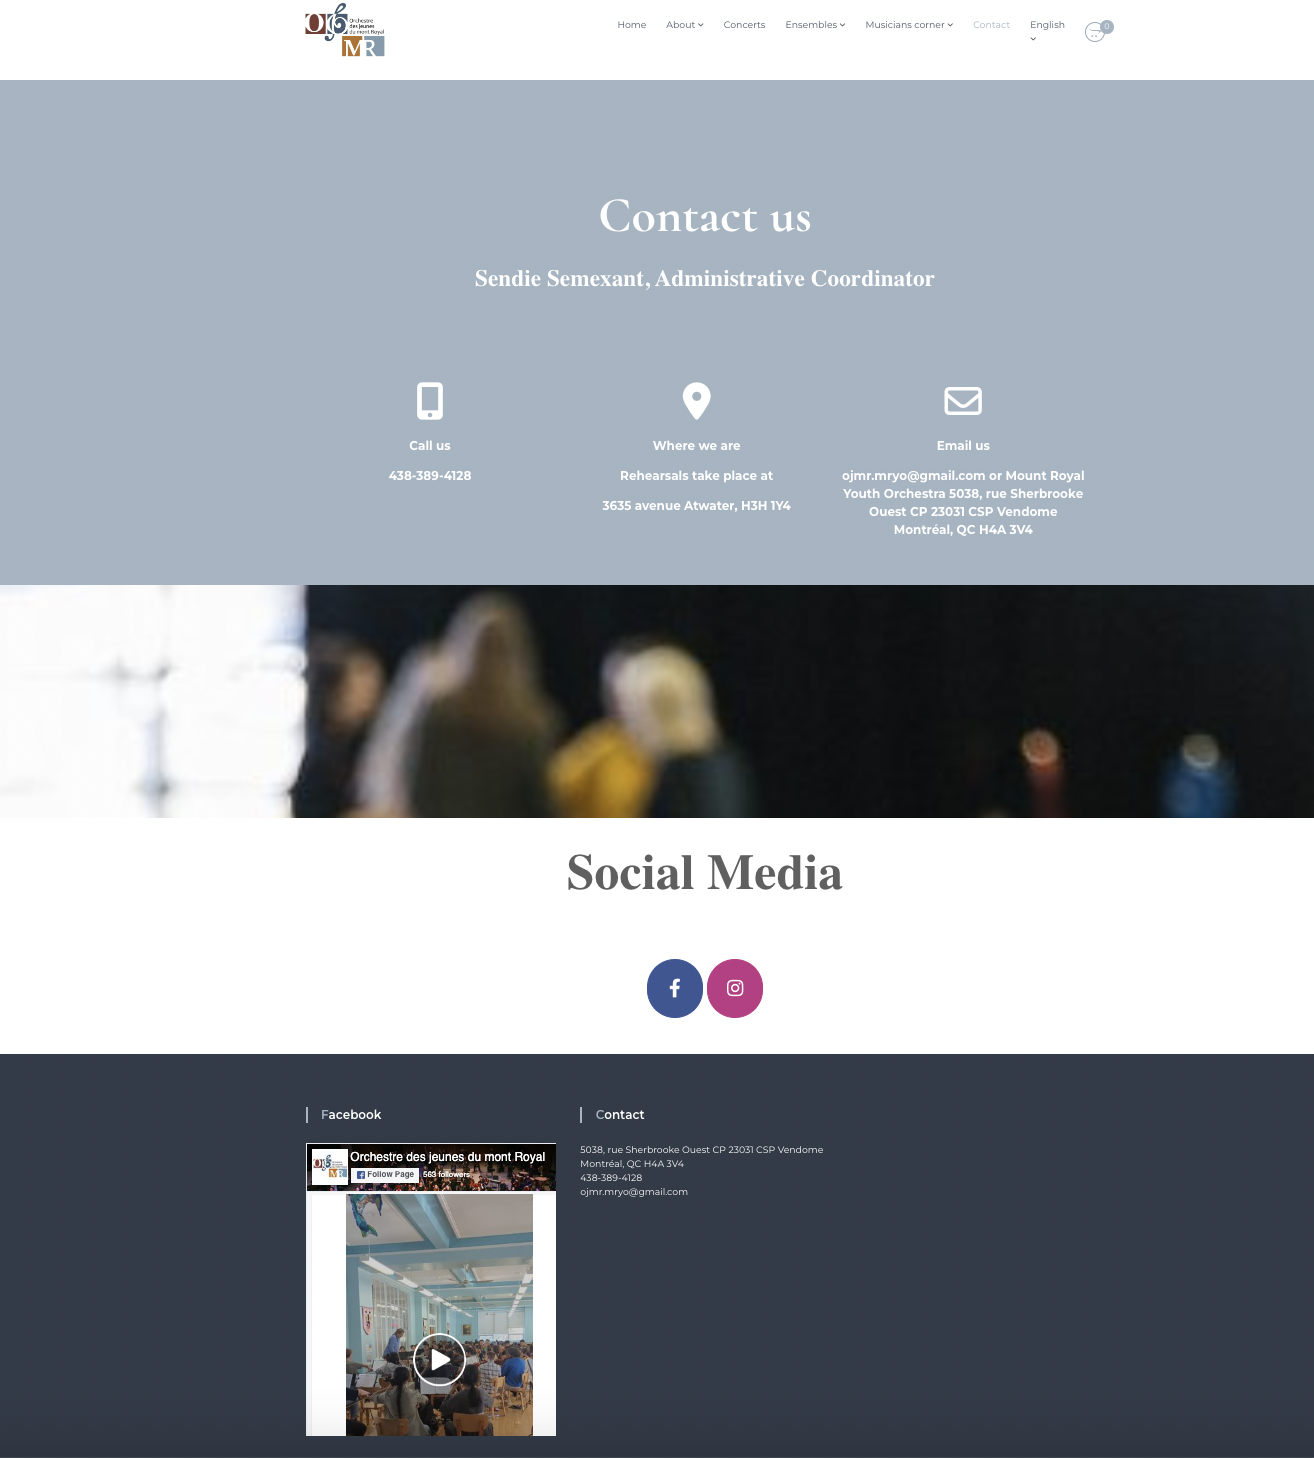 Orchestre
des jeunes
du mont Royal
MR
Home
About
Concerts
Ensembles
Musicians corner
Contact
English
0
Contact us
Sendie Semexant, Administrative Coordinator
Call us
438-389-4128
Where we are
Rehearsals take place at
3635 avenue Atwater, H3H 1Y4
Email us
ojmr.mryo@gmail.com or Mount Royal
Youth Orchestra 5038, rue Sherbrooke
Ouest CP 23031 CSP Vendome
Montréal, QC H4A 3V4
Social Media
Facebook
Orchestre des jeunes du mont Royal
MR
Follow Page
563 followers
Contact
5038, rue Sherbrooke Ouest CP 23031 CSP Vendome
Montréal, QC H4A 3V4
438-389-4128
ojmr.mryo@gmail.com